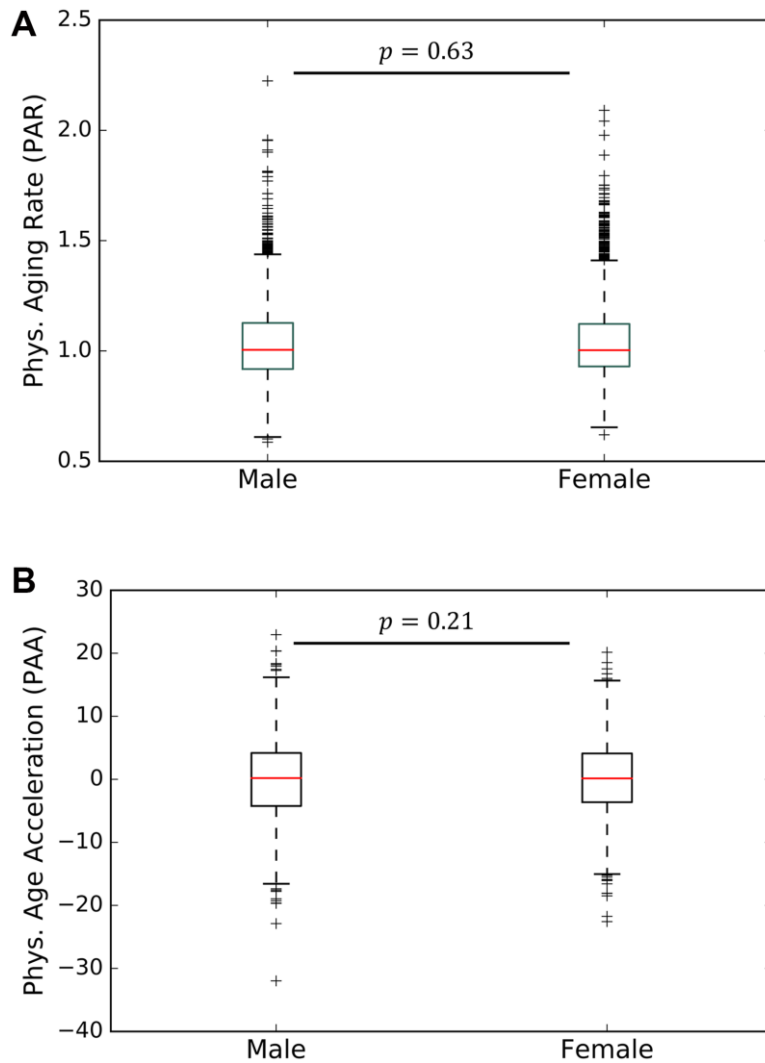 A
Phys. Aging Rate (PAR)
2.5
2.0
1.5
1.0
0.5
p = 0.63
Male
Female
B
Phys. Age Acceleration (PAA)
30
20
10
0
−10
−20
−30
−40
p = 0.21
Male
Female